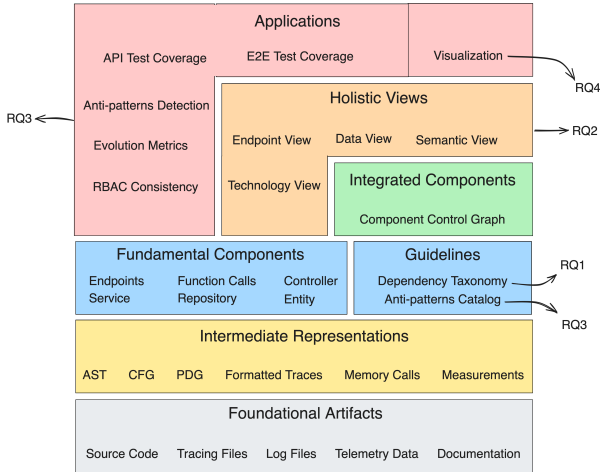 Applications
API Test Coverage
E2E Test Coverage
Visualization
RQ4
Anti-patterns Detection
RQ3
Evolution Metrics
RBAC Consistency
Holistic Views
RQ2
Endpoint View
Data View
Semantic View
Technology View
Integrated Components
Component Control Graph
Fundamental Components
Endpoints
Function Calls
Controller
Service
Repository
Entity
Guidelines
Dependency Taxonomy
RQ1
Anti-patterns Catalog
RQ3
Intermediate Representations
AST
CFG
PDG
Formatted Traces
Memory Calls
Measurements
Foundational Artifacts
Source Code
Tracing Files
Log Files
Telemetry Data
Documentation